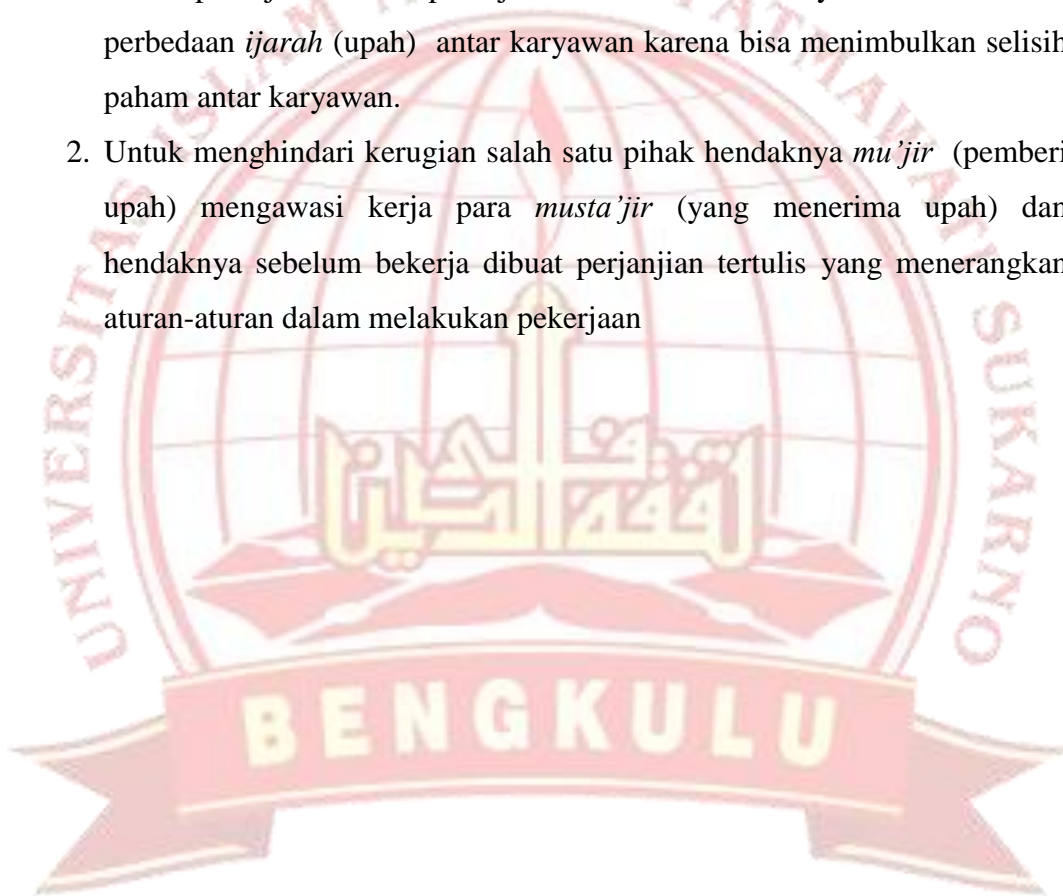 perbedaan ijarah (upah) antar karyawan karena bisa menimbulkan selisih
paham antar karyawan.
2. Untuk menghindari kerugian salah satu pihak hendaknya mu’jir (pemberi
upah) mengawasi kerja para musta’jir (yang menerima upah) dan
hendaknya sebelum bekerja dibuat perjanjian tertulis yang menerangkan
aturan-aturan dalam melakukan pekerjaan
UNIVERSITAS ISLAM
SUKARNO
BENGKULU